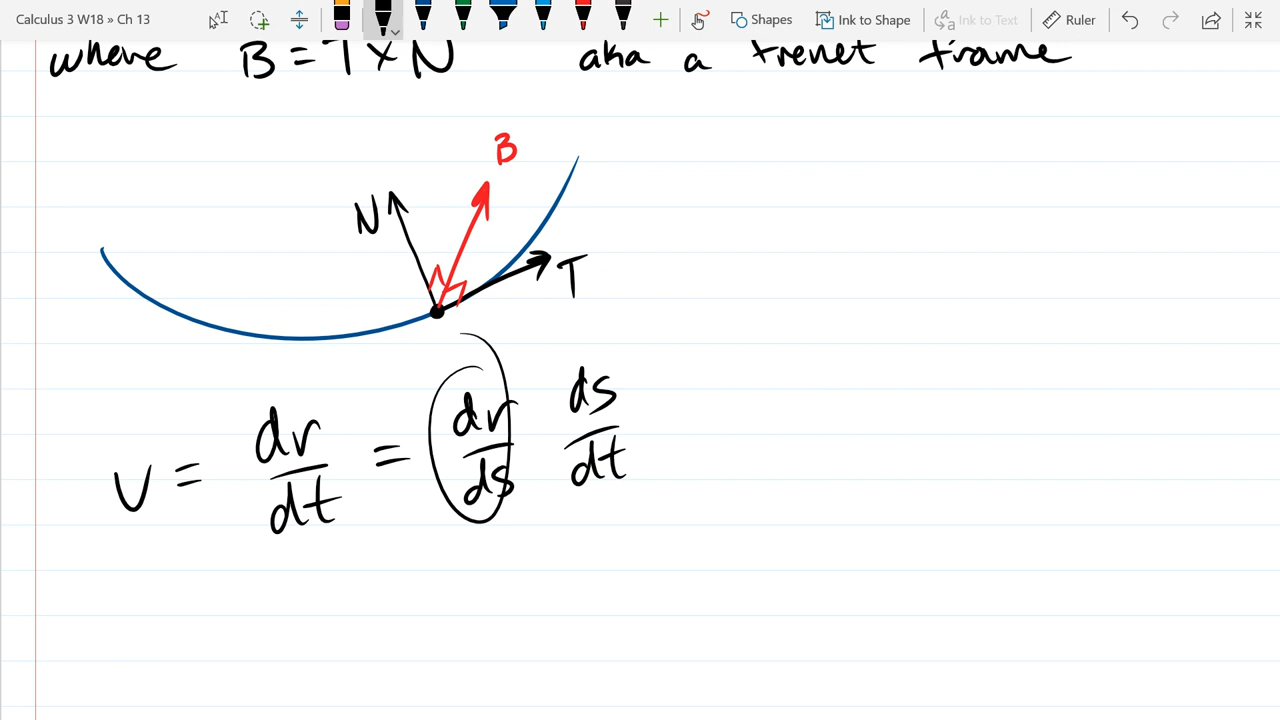 Calculus 3 W18 » Ch 13
Shapes
Ink to Shape
Ink to Text
Ruler
where B = T × N aka a frenet frame
B
N
T
v = dr/dt = dr/ds ds/dt